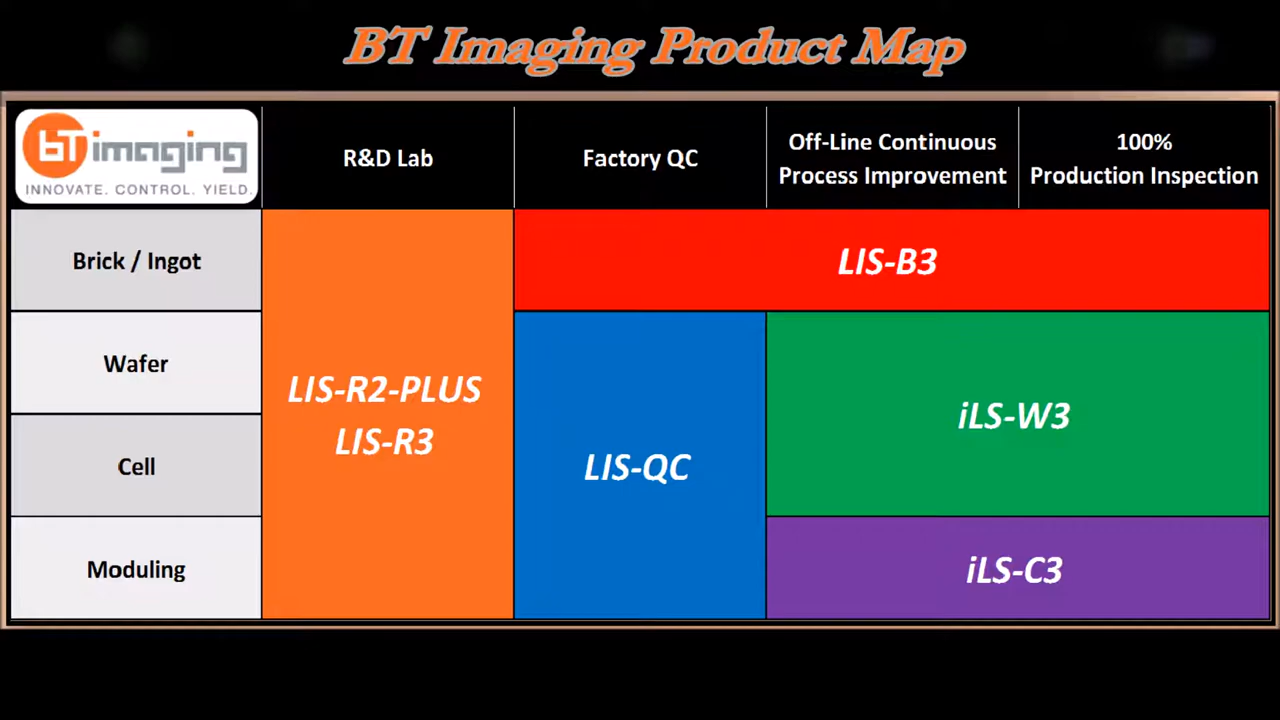 BT Imaging Product Map
bT imaging
INNOVATE. CONTROL. YIELD.
R&D Lab
Factory QC
Off-Line Continuous
Process Improvement
100%
Production Inspection
Brick / Ingot
LIS-B3
Wafer
LIS-R2-PLUS
LIS-R3
iLS-W3
Cell
LIS-QC
Moduling
iLS-C3